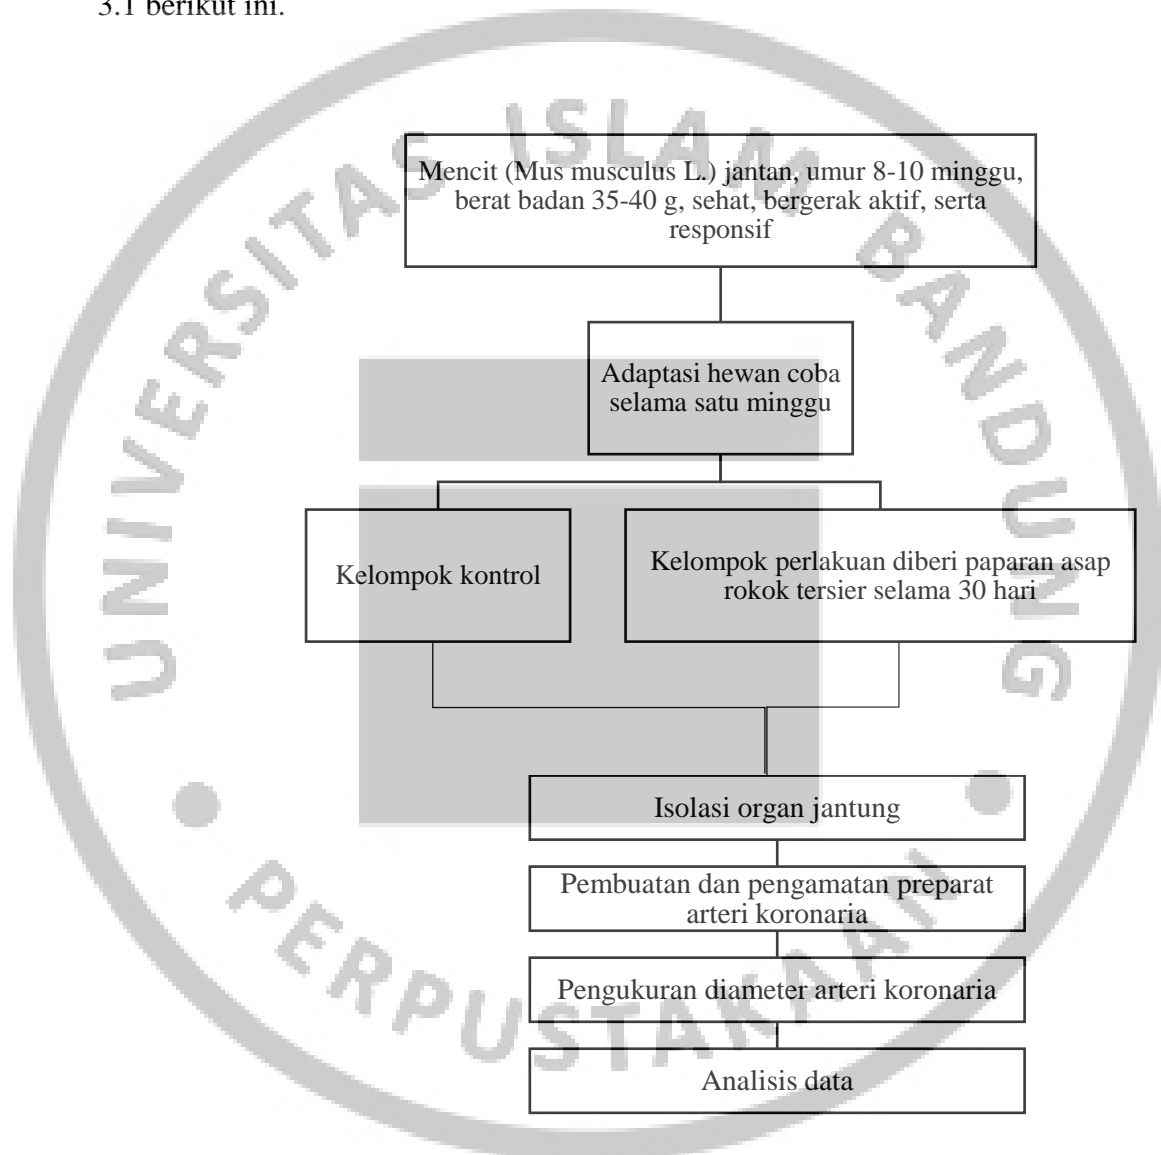 3.1 berikut ini.
UNIVERSITAS ISLAM BANDUNG
Mencit (Mus musculus L.) jantan, umur 8-10 minggu,
berat badan 35-40 g, sehat, bergerak aktif, serta
responsif
Adaptasi hewan coba
selama satu minggu
Kelompok kontrol
Kelompok perlakuan diberi paparan asap
rokok tersier selama 30 hari
Isolasi organ jantung
Pembuatan dan pengamatan preparat
arteri koronaria
Pengukuran diameter arteri koronaria
Analisis data
PERPUSTAKAAN